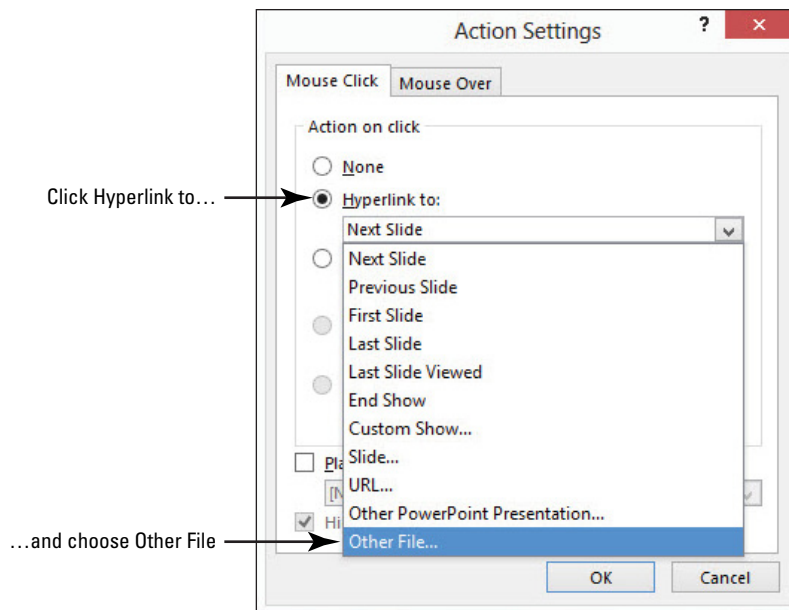 Action Settings
?
×
Mouse Click
Mouse Over
Action on click
None
Click Hyperlink to…
Hyperlink to:
Next Slide
Next Slide
Previous Slide
First Slide
Last Slide
Last Slide Viewed
End Show
Custom Show...
Slide...
URL...
Other PowerPoint Presentation...
…and choose Other File
Other File...
OK
Cancel